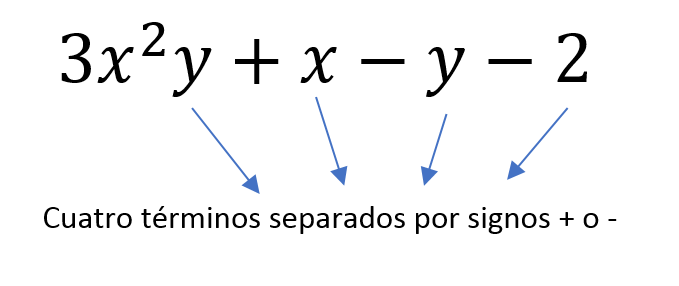 3x²y + x − y − 2
Cuatro términos separados por signos + o -